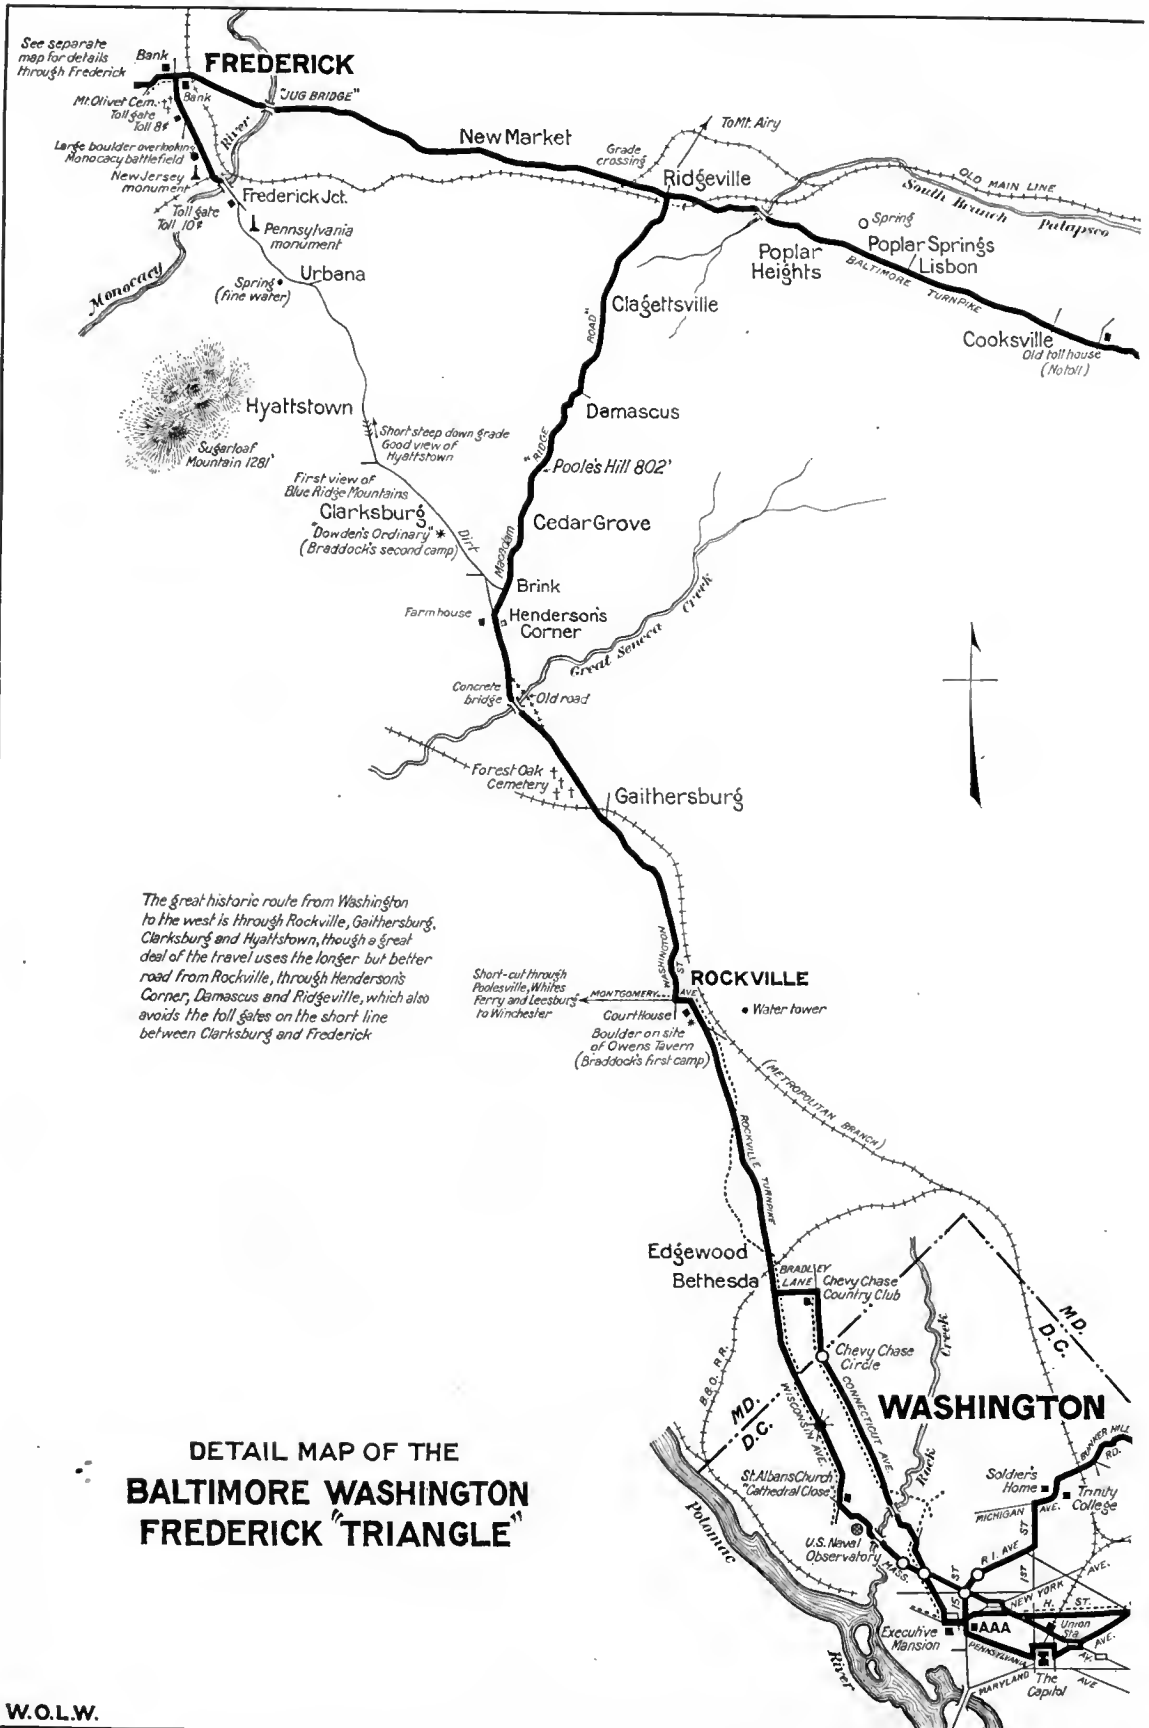 See separate
map for details
through Frederick
Bank
FREDERICK
Bank
"JUG BRIDGE"
Mt. Olivet Cem.
Toll gate
Toll 8¢
River
Large boulder overlooking
Monocacy battlefield
New Jersey
monument
Frederick Jct.
Toll gate
Toll 10¢
Pennsylvania
monument
Monocacy
Spring
(fine water)
Urbana
New Market
Grade
crossing
To Mt. Airy
Ridgeville
OLD MAIN LINE
South Branch
Patapsco
Spring
Poplar
Heights
Poplar Springs
Lisbon
BALTIMORE TURNPIKE
Cooksville
Old toll house
(No toll)
Clagettsville
"RIDGE ROAD"
Damascus
Hyattstown
Sugarloaf
Mountain 1281'
Short steep down grade
Good view of
Hyattstown
Poole's Hill 802'
First view of
Blue Ridge Mountains
Clarksburg
"Dowden's Ordinary"
(Braddock's second camp)
Dirt
Macadam
Cedar Grove
Brink
Farm house
Henderson's
Corner
Great Seneca Creek
Concrete
bridge
Old road
Forest Oak
Cemetery
Gaithersburg
The great historic route from Washington
to the west is through Rockville, Gaithersburg,
Clarksburg and Hyattstown, though a great
deal of the travel uses the longer but better
road from Rockville, through Henderson's
Corner, Damascus and Ridgeville, which also
avoids the toll gates on the short line
between Clarksburg and Frederick
WASHINGTON ST.
ROCKVILLE
Short-cut through
Poolesville, Whites
Ferry and Leesburg
to Winchester
MONTGOMERY AVE
Court House
Water tower
Boulder on site
of Owens Tavern
(Braddock's first camp)
(METROPOLITAN BRANCH)
ROCKVILLE TURNPIKE
Edgewood
Bethesda
BRADLEY
LANE
Chevy Chase
Country Club
Chevy Chase
Circle
MD.
D.C.
B.& O. R.R.
MD.
D.C.
WISCONSIN AVE.
CONNECTICUT AVE.
Rock Creek
WASHINGTON
BUNKER HILL
RD.
St. Albans Church
"Cathedral Close"
Soldier's
Home
Trinity
College
MICHIGAN AVE.
U.S. Naval
Observatory
MASS.
Potomac
River
R.I. AVE
1ST ST
15 ST
NEW YORK AVE.
H. ST.
Executive
Mansion
AAA
Union
Sta.
AVE.
PENNSYLVANIA
AV.
MARYLAND AVE
The
Capitol
DETAIL MAP OF THE
BALTIMORE WASHINGTON
FREDERICK "TRIANGLE"
W.O.L.W.